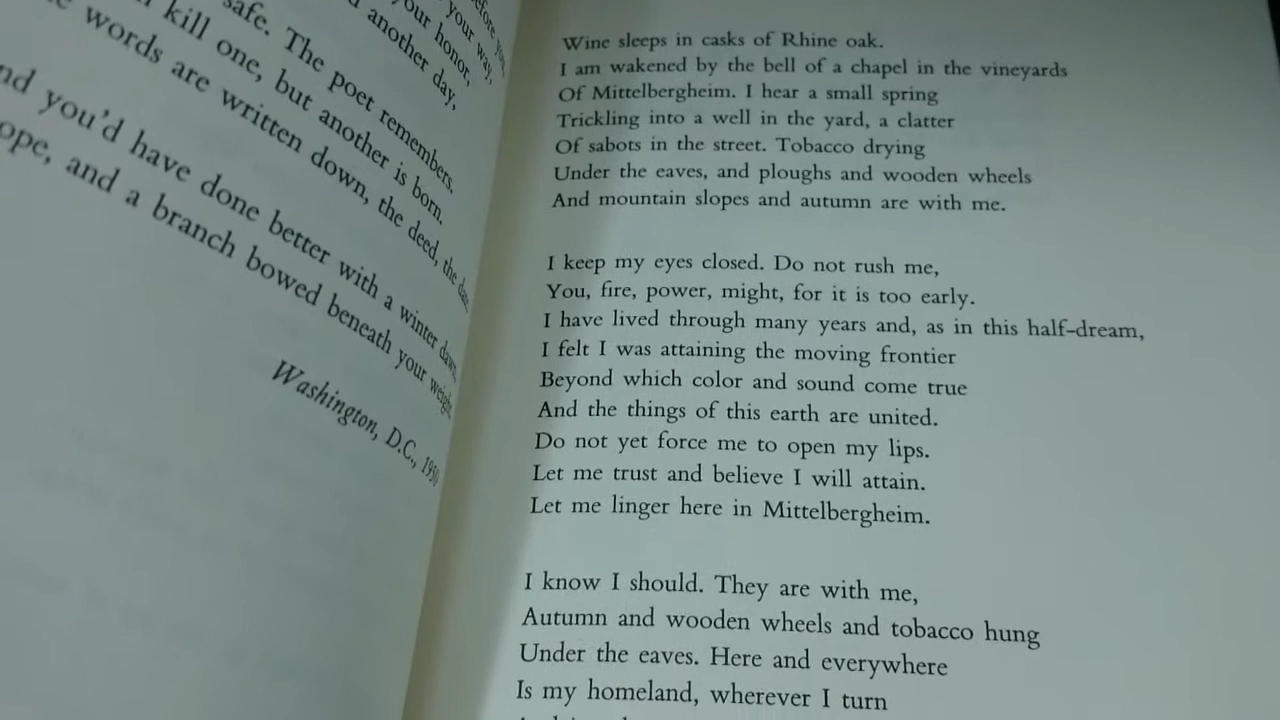 efore you,
your way,
your honor,
another day,
safe. The poet remembers.
kill one, but another is born.
words are written down, the deed, the date.
nd you'd have done better with a winter dawn,
ope, and a branch bowed beneath your weight.
Washington, D.C., 1950
Wine sleeps in casks of Rhine oak.
I am wakened by the bell of a chapel in the vineyards
Of Mittelbergheim. I hear a small spring
Trickling into a well in the yard, a clatter
Of sabots in the street. Tobacco drying
Under the eaves, and ploughs and wooden wheels
And mountain slopes and autumn are with me.
I keep my eyes closed. Do not rush me,
You, fire, power, might, for it is too early.
I have lived through many years and, as in this half-dream,
I felt I was attaining the moving frontier
Beyond which color and sound come true
And the things of this earth are united.
Do not yet force me to open my lips.
Let me trust and believe I will attain.
Let me linger here in Mittelbergheim.
I know I should. They are with me,
Autumn and wooden wheels and tobacco hung
Under the eaves. Here and everywhere
Is my homeland, wherever I turn